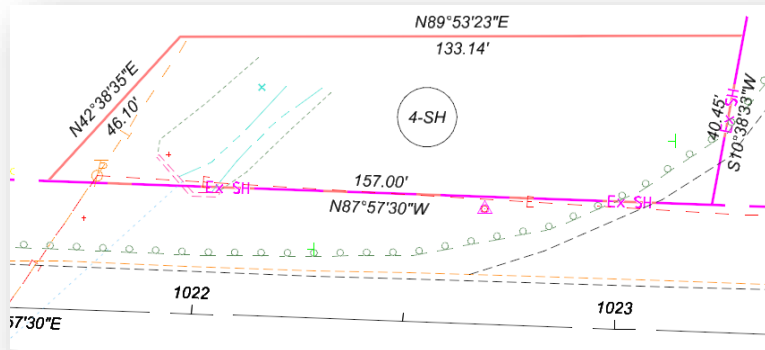 N89°53'23"E
133.14'
N42°38'35"E
46.10'
4-SH
40.45'
S10°38'33"W
Ex-SH
Ex-SH
Ex-SH
E
E
157.00'
N87°57'30"W
1022
1023
57'30"E